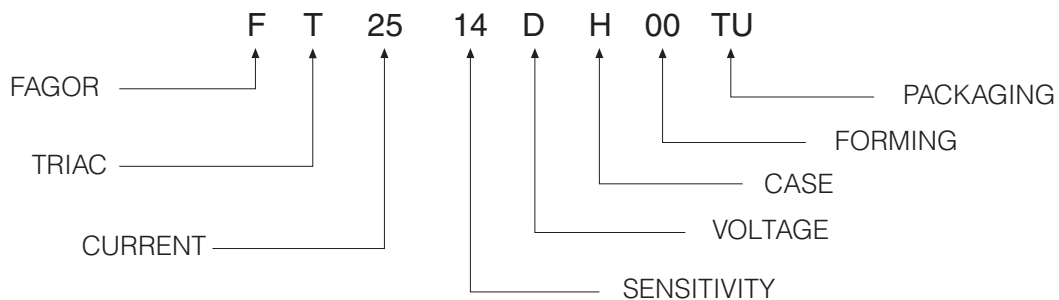 F T 25 14 D H 00 TU
FAGOR
PACKAGING
FORMING
TRIAC
CASE
VOLTAGE
CURRENT
SENSITIVITY